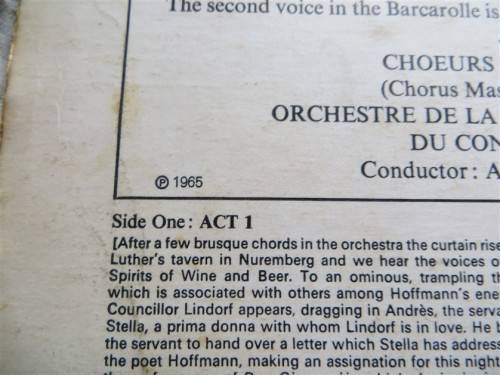 The second voice in the Barcarolle is
CHOEURS
(Chorus Mas
ORCHESTRE DE LA
DU CON
Conductor: A
℗ 1965
Side One: ACT 1
[After a few brusque chords in the orchestra the curtain rise
Luther's tavern in Nuremberg and we hear the voices o
Spirits of Wine and Beer. To an ominous, trampling th
which is associated with others among Hoffmann's ene
Councillor Lindorf appears, dragging in Andrès, the serva
Stella, a prima donna with whom Lindorf is in love. He b
the servant to hand over a letter which Stella has address
the poet Hoffmann, making an assignation for this night